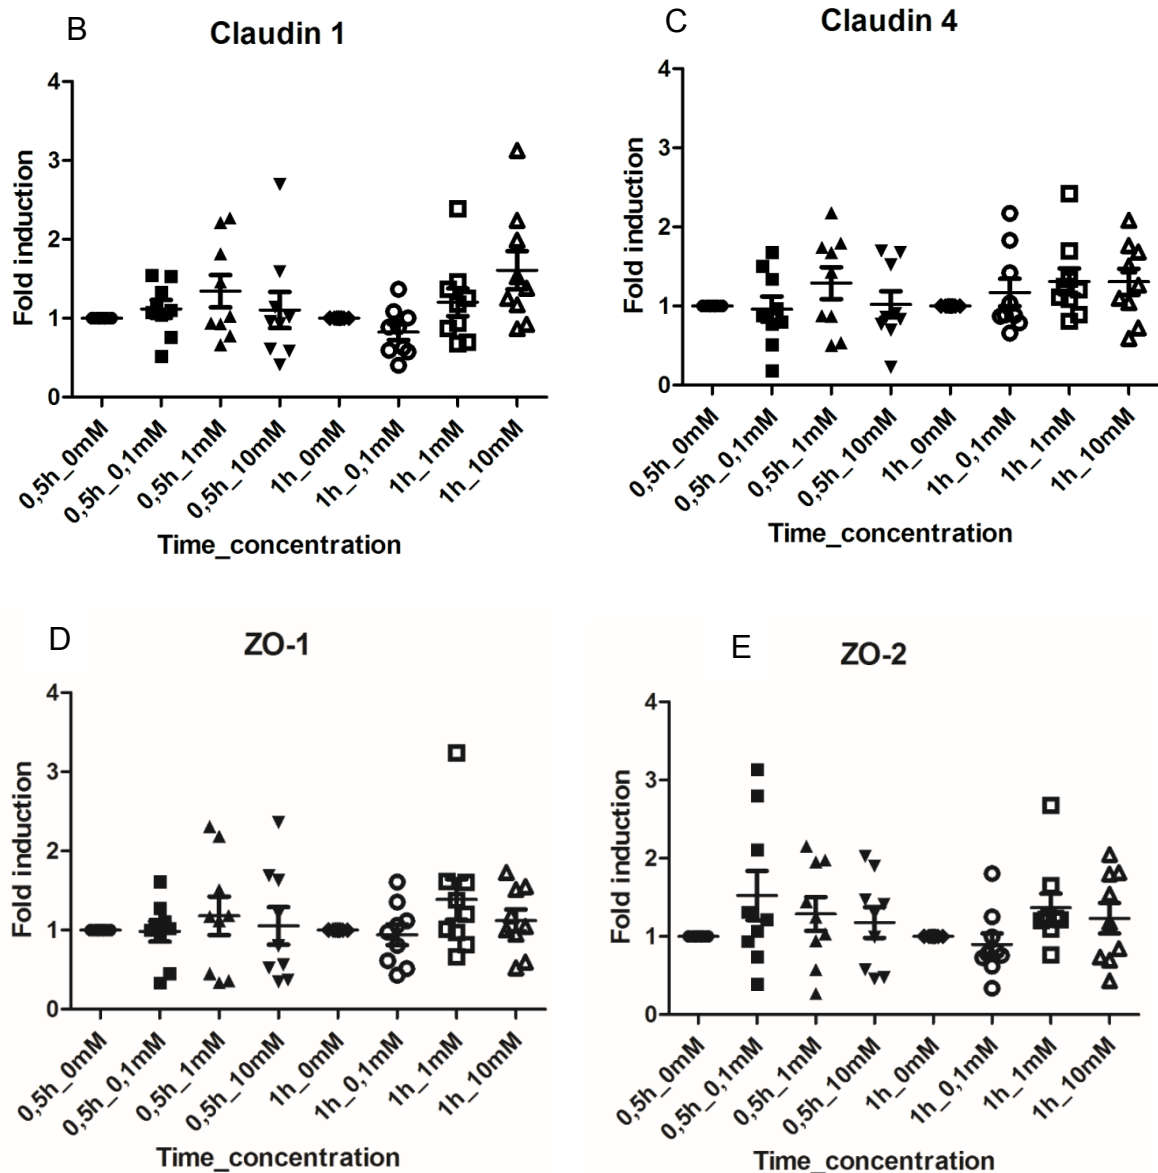 B
Claudin 1
Fold induction
4
3
2
1
0
0,5h_0mM
0,5h_0,1mM
0,5h_1mM
0,5h_10mM
1h_0mM
1h_0,1mM
1h_1mM
1h_10mM
Time_concentration
C
Claudin 4
Fold induction
4
3
2
1
0
0,5h_0mM
0,5h_0,1mM
0,5h_1mM
0,5h_10mM
1h_0mM
1h_0,1mM
1h_1mM
1h_10mM
Time_concentration
D
ZO-1
Fold induction
4
3
2
1
0
0,5h_0mM
0,5h_0,1mM
0,5h_1mM
0,5h_10mM
1h_0mM
1h_0,1mM
1h_1mM
1h_10mM
Time_concentration
E
ZO-2
Fold induction
4
3
2
1
0
0,5h_0mM
0,5h_0,1mM
0,5h_1mM
0,5h_10mM
1h_0mM
1h_0,1mM
1h_1mM
1h_10mM
Time_concentration